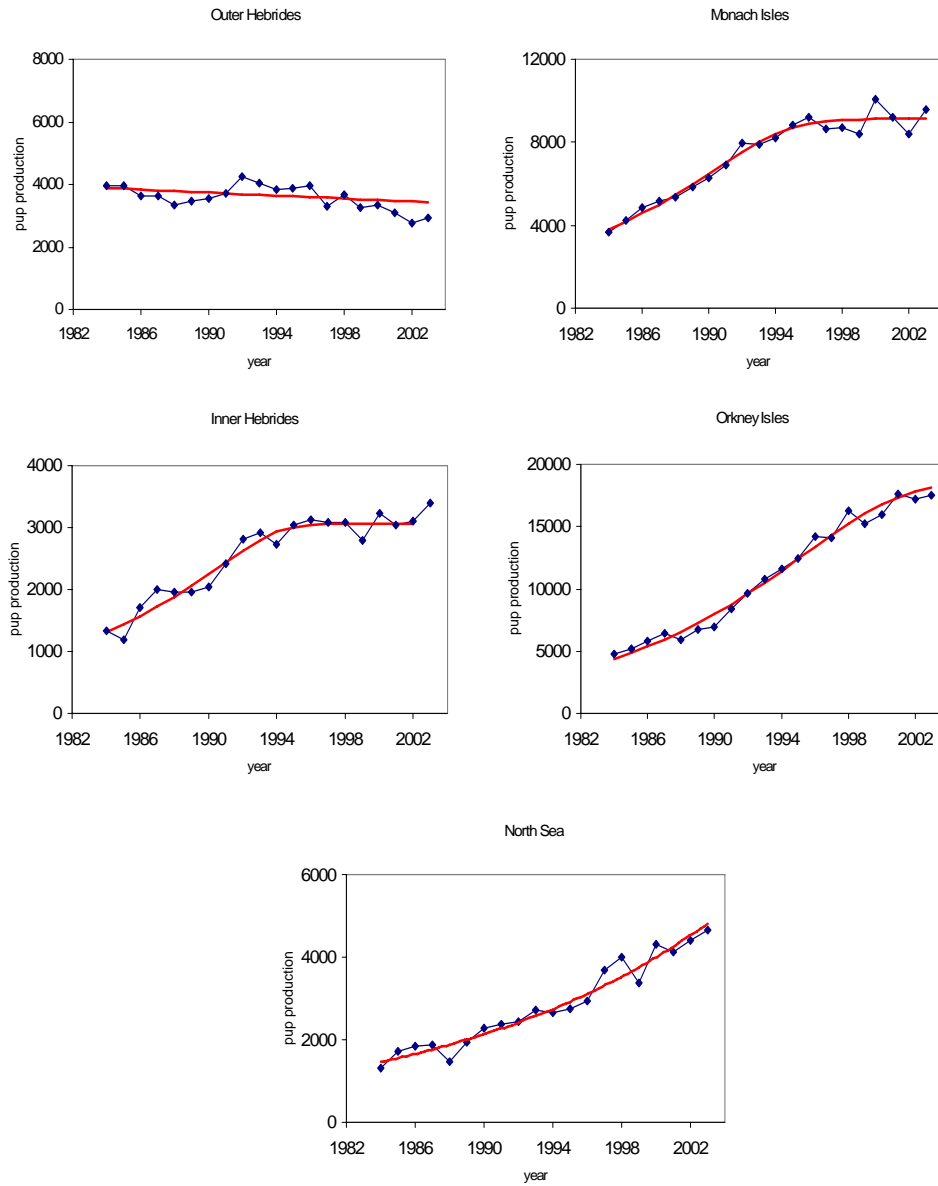 Outer Hebrides
8000
6000
4000
2000
0
pup production
1982 1986 1990 1994 1998 2002
year
Monach Isles
12000
8000
4000
0
pup production
1982 1986 1990 1994 1998 2002
year
Inner Hebrides
4000
3000
2000
1000
0
pup production
1982 1986 1990 1994 1998 2002
year
Orkney Isles
20000
15000
10000
5000
0
pup production
1982 1986 1990 1994 1998 2002
year
North Sea
6000
4000
2000
0
pup production
1982 1986 1990 1994 1998 2002
year